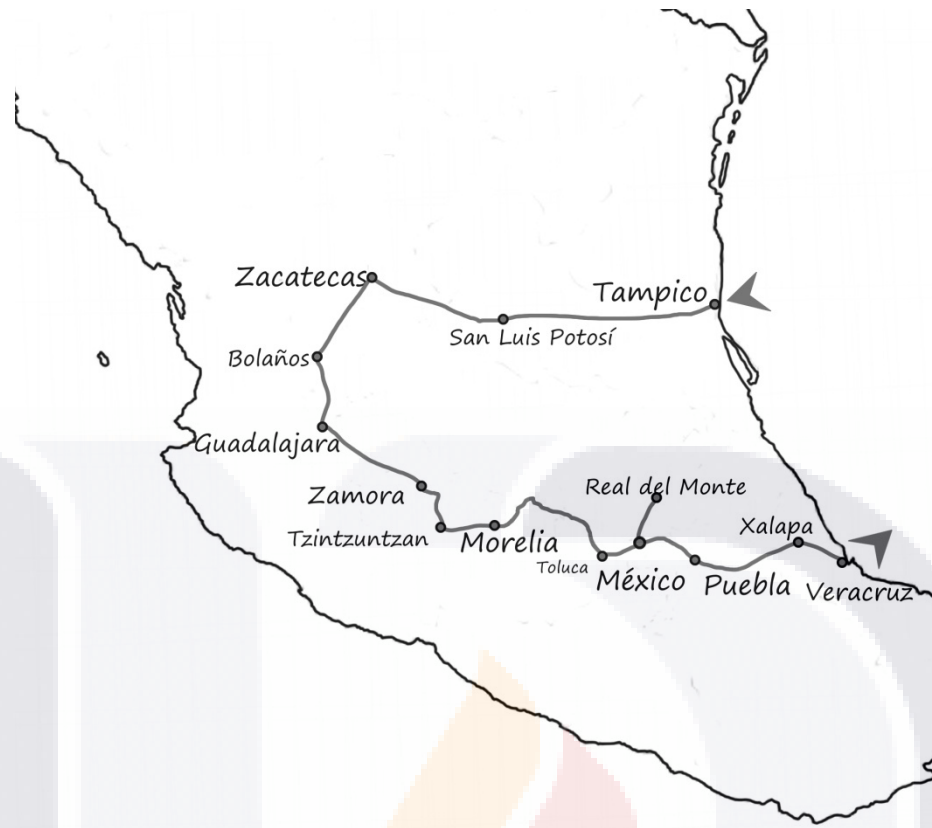 Zacatecas
Tampico
San Luis Potosí
Bolaños
Guadalajara
Zamora
Real del Monte
Tzintzuntzan
Morelia
Xalapa
Toluca
México
Puebla
Veracruz